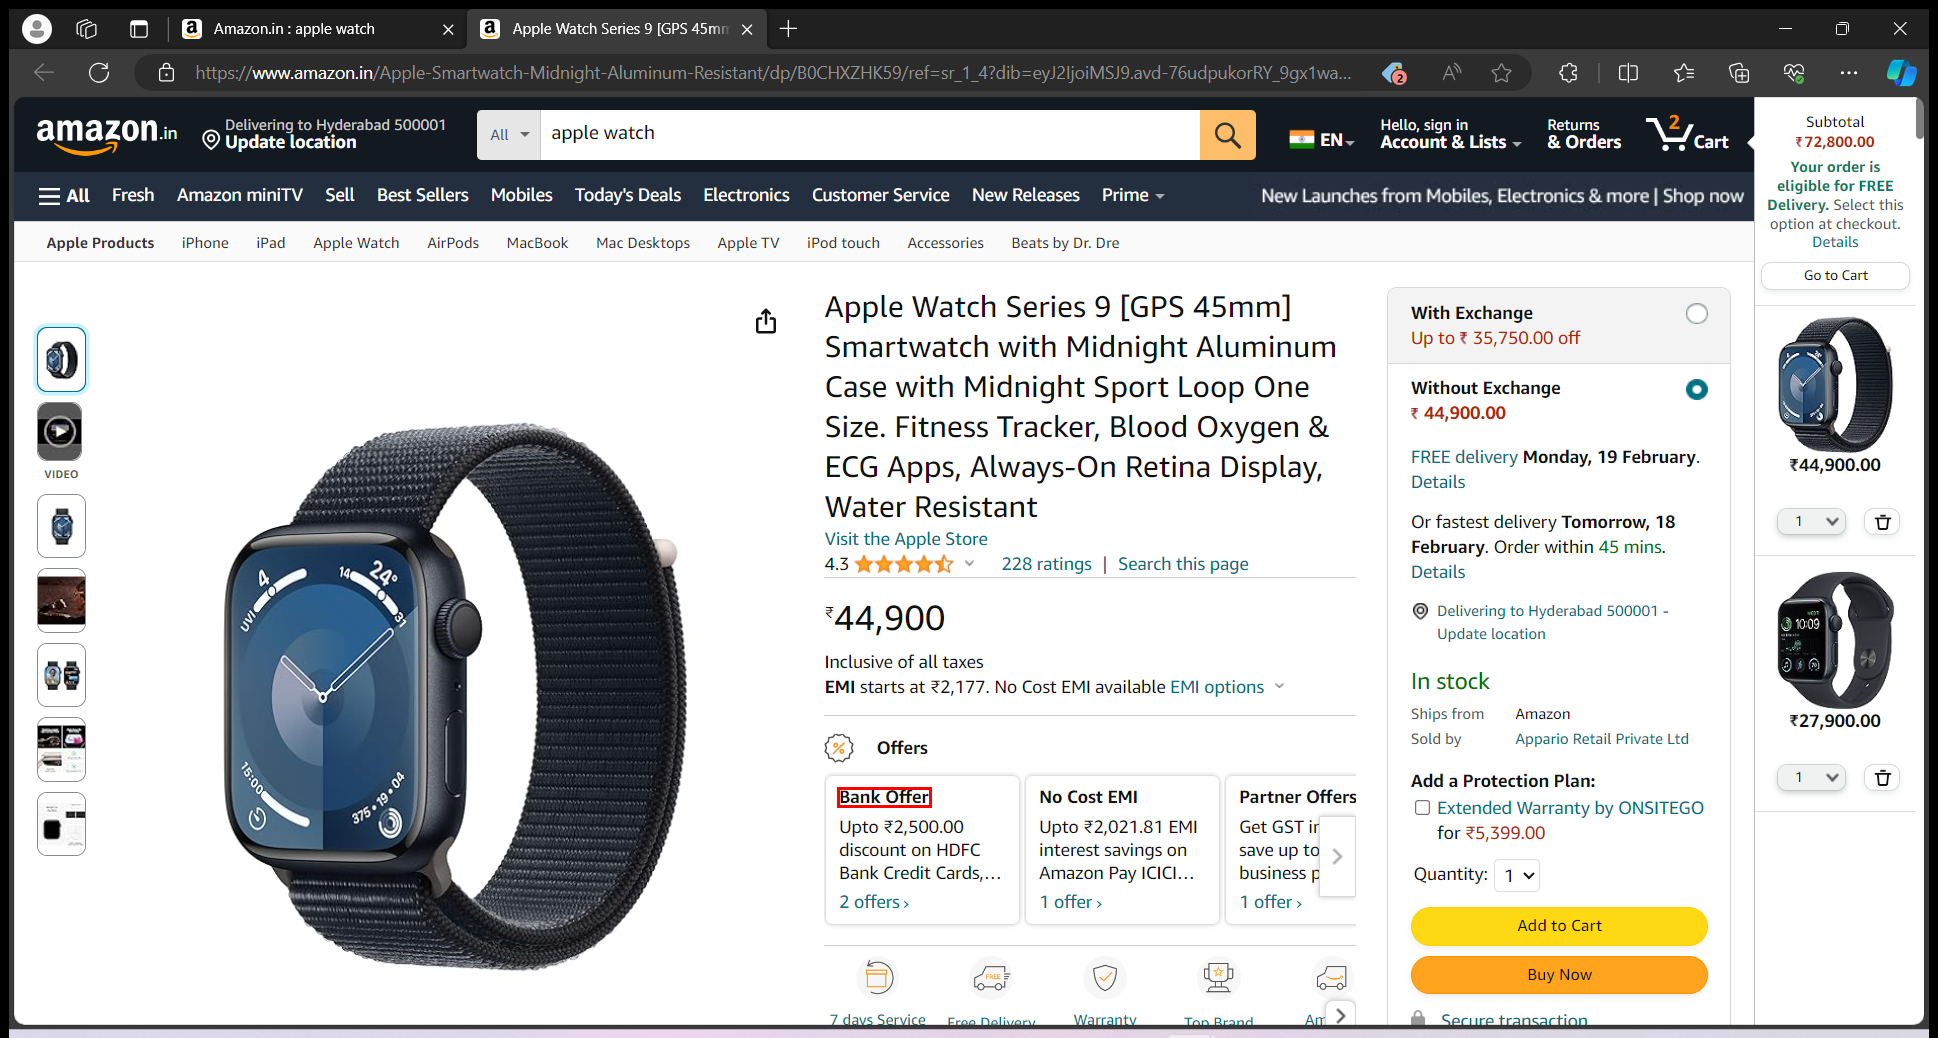 Amazon.in : apple watch
Apple Watch Series 9 [GPS 45mm
https://www.amazon.in/Apple-Smartwatch-Midnight-Aluminum-Resistant/dp/B0CHXZHK59/ref=sr_1_4?dib=eyJ2IjoiMSJ9.avd-76udpukorRY_9gx1wa...
2
amazon.in
Delivering to Hyderabad 500001
Update location
All
apple watch
EN
Hello, sign in
Account & Lists
Returns
& Orders
2
Cart
All
Fresh
Amazon miniTV
Sell
Best Sellers
Mobiles
Today's Deals
Electronics
Customer Service
New Releases
Prime
New Launches from Mobiles, Electronics & more | Shop now
Apple Products
iPhone
iPad
Apple Watch
AirPods
MacBook
Mac Desktops
Apple TV
iPod touch
Accessories
Beats by Dr. Dre
VIDEO
4
14
24°
31
UVI
15:00
375•19•04
Apple Watch Series 9 [GPS 45mm]
Smartwatch with Midnight Aluminum
Case with Midnight Sport Loop One
Size. Fitness Tracker, Blood Oxygen &
ECG Apps, Always-On Retina Display,
Water Resistant
Visit the Apple Store
4.3
228 ratings | Search this page
₹44,900
Inclusive of all taxes
EMI starts at ₹2,177. No Cost EMI available EMI options
% Offers
Bank Offer
Upto ₹2,500.00
discount on HDFC
Bank Credit Cards,...
2 offers ›
No Cost EMI
Upto ₹2,021.81 EMI
interest savings on
Amazon Pay ICICI...
1 offer ›
Partner Offers
Get GST in
save up to
business p
1 offer ›
7 days Service
FREE
Free Delivery
Warranty
Top Brand
Am
With Exchange
Up to ₹ 35,750.00 off
Without Exchange
₹ 44,900.00
FREE delivery Monday, 19 February.
Details
Or fastest delivery Tomorrow, 18
February. Order within 45 mins.
Details
Delivering to Hyderabad 500001 -
Update location
In stock
Ships from Amazon
Sold by Appario Retail Private Ltd
Add a Protection Plan:
Extended Warranty by ONSITEGO
for ₹5,399.00
Quantity: 1
Add to Cart
Buy Now
Secure transaction
Subtotal
₹72,800.00
Your order is
eligible for FREE
Delivery. Select this
option at checkout.
Details
Go to Cart
₹44,900.00
1
10:09
₹27,900.00
1